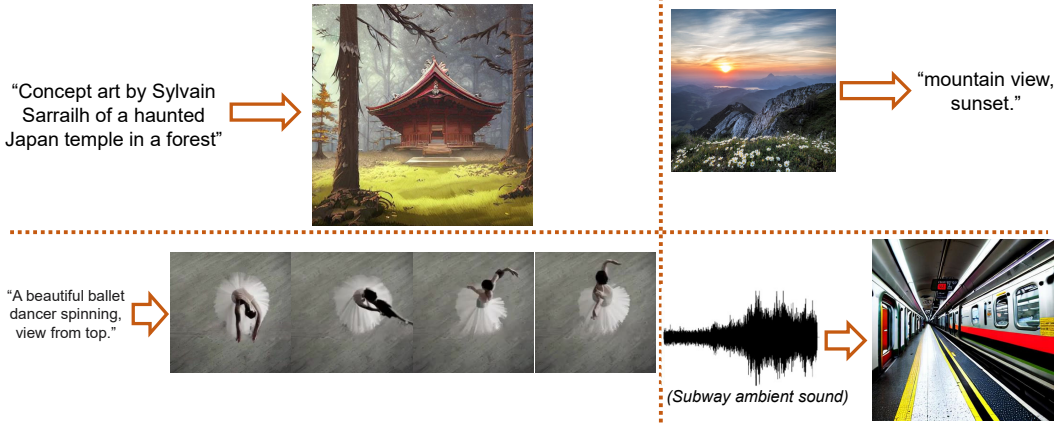 “Concept art by Sylvain
Sarrailh of a haunted
Japan temple in a forest”
“mountain view,
sunset.”
“A beautiful ballet
dancer spinning,
view from top.”
(Subway ambient sound)